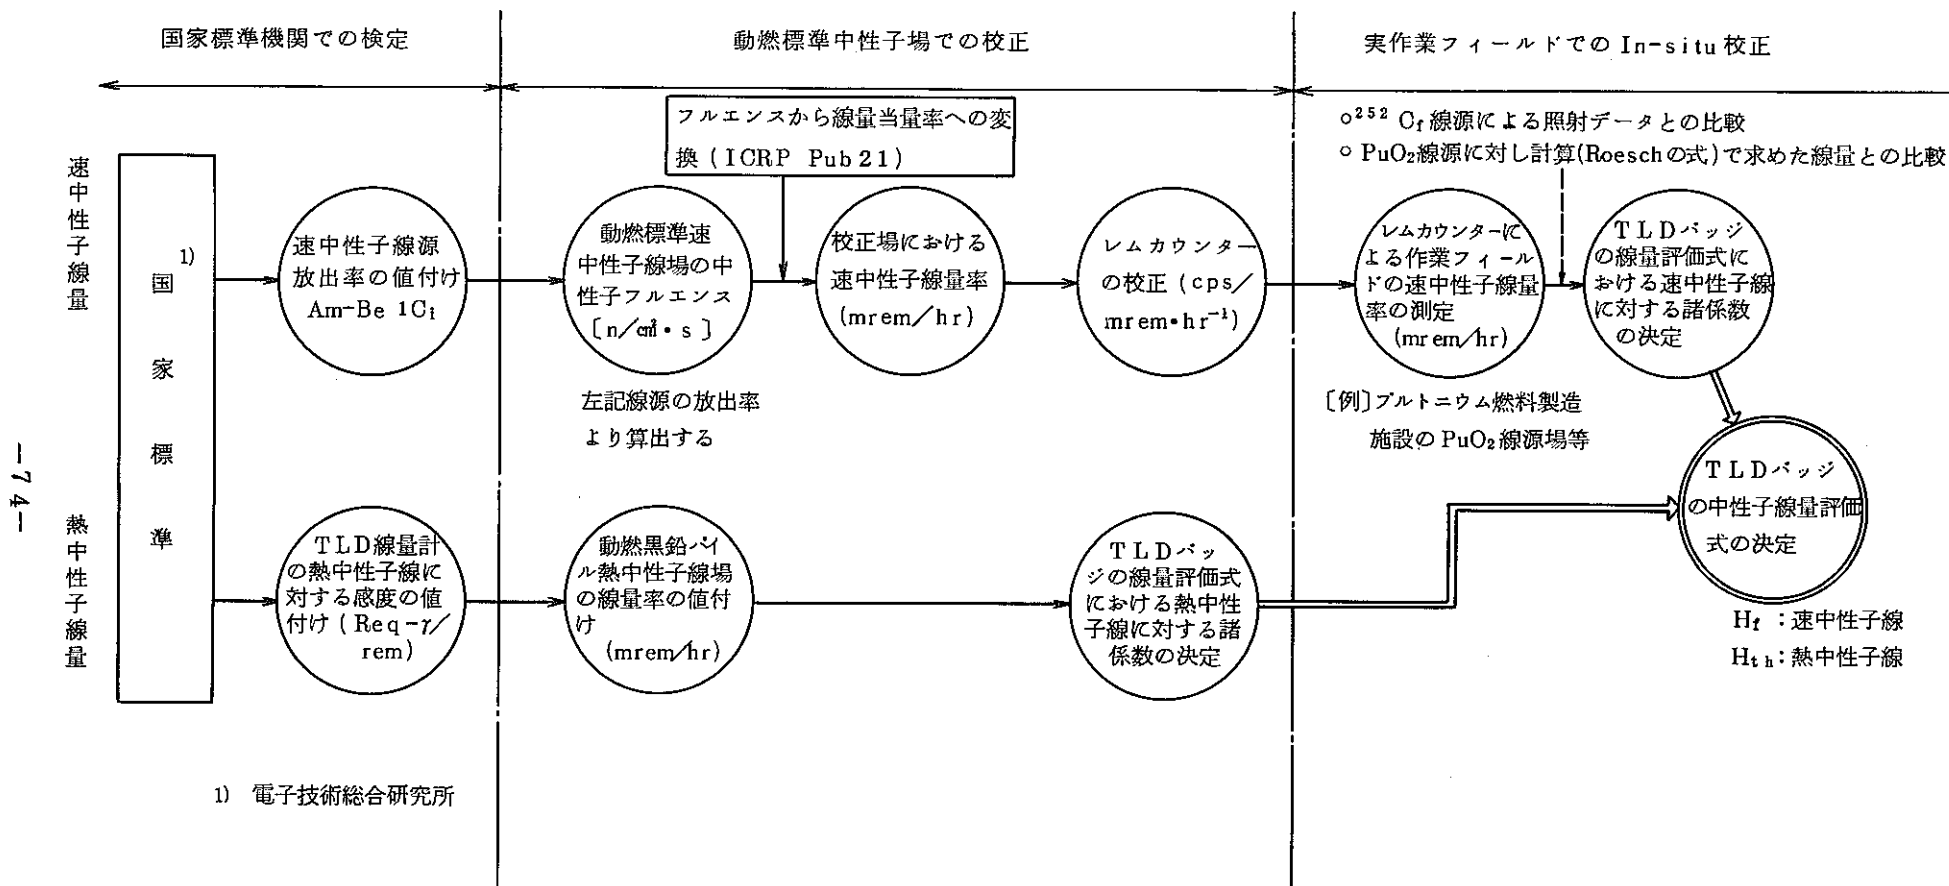 国家標準機関での検定
動燃標準中性子場での校正
実作業フィールドでの In-situ 校正
フルエンスから線量当量率への変
換 (ICRP Pub 21)
○²⁵² Cf 線源による照射データとの比較
○ PuO₂線源に対し計算(Roeschの式)で求めた線量との比較
速中性子線量
国家標準
1)
速中性子線源
放出率の値付け
Am-Be 1Ci
動燃標準速
中性子線場の中
性子フルエンス
〔n/cm²・s〕
校正場における
速中性子線量率
(mrem/hr)
レムカウンター
の校正 (cps/
mrem・hr⁻¹)
レムカウンターに
よる作業フィール
ドの速中性子線量
率の測定
(mrem/hr)
TLDバッジ
の線量評価式に
おける速中性子線
に対する諸係数
の決定
左記線源の放出率
より算出する
〔例〕プルトニウム燃料製造
施設の PuO₂ 線源場等
TLDバッジ
の中性子線量評価
式の決定
熱中性子線量
TLD線量計
の熱中性子線に
対する感度の値
付け (Req-γ/
rem)
動燃黒鉛パイ
ル熱中性子線場
の線量率の値付
け
(mrem/hr)
TLDバッ
ジの線量評価式
における熱中性
子線に対する諸
係数の決定
Hf :速中性子線
Hth:熱中性子線
1) 電子技術総合研究所
−74−